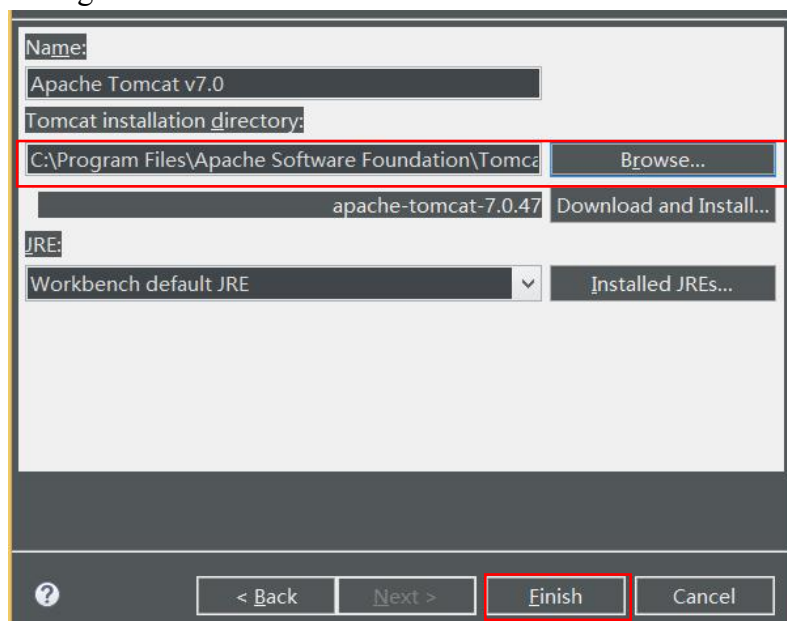 Name:
Apache Tomcat v7.0
Tomcat installation directory:
C:\Program Files\Apache Software Foundation\Tomca Browse...
apache-tomcat-7.0.47 Download and Install...
JRE:
Workbench default JRE Installed JREs...
? < Back Next > Finish Cancel